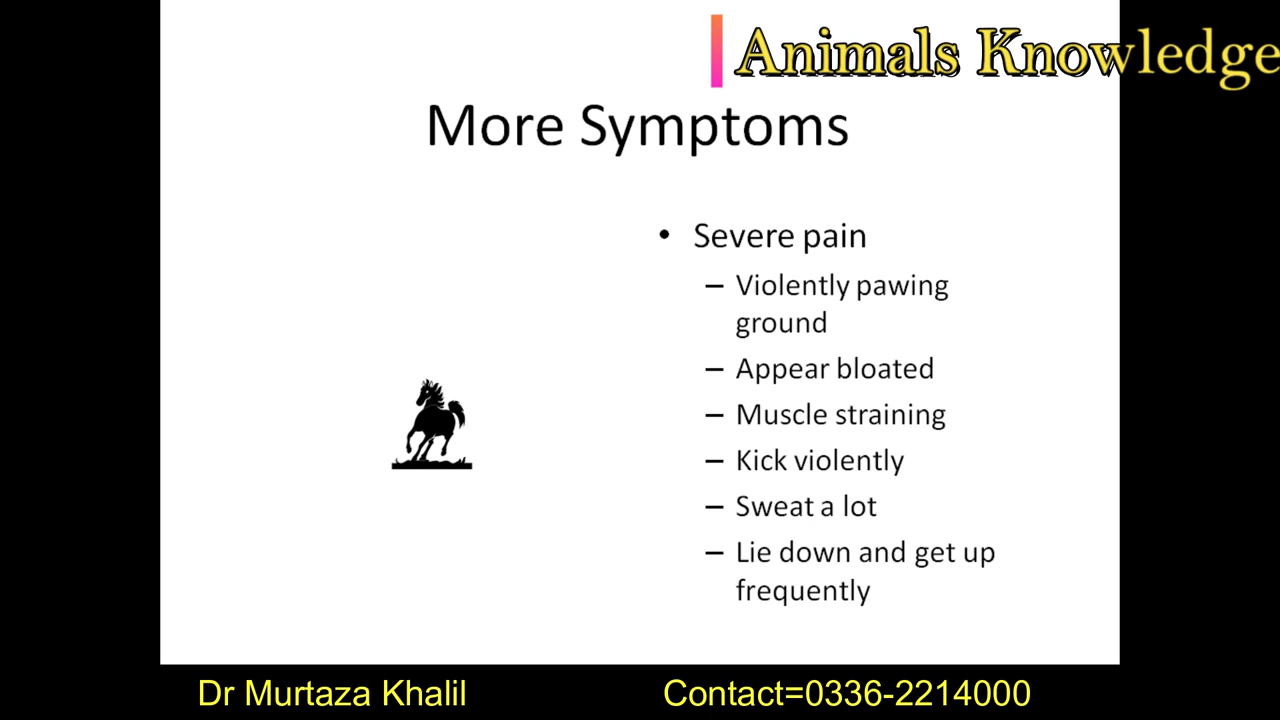 Animals Knowledge
More Symptoms
• Severe pain
– Violently pawing
ground
– Appear bloated
– Muscle straining
– Kick violently
– Sweat a lot
– Lie down and get up
frequently
Dr Murtaza Khalil Contact=0336-2214000